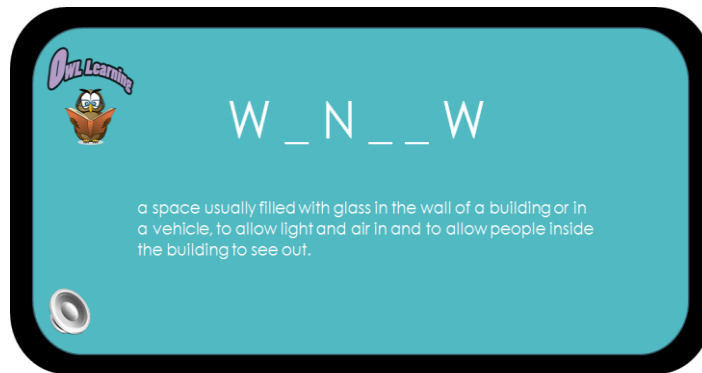 Owl Learning
W _ N _ _ W
a space usually filled with glass in the wall of a building or in
a vehicle, to allow light and air in and to allow people inside
the building to see out.